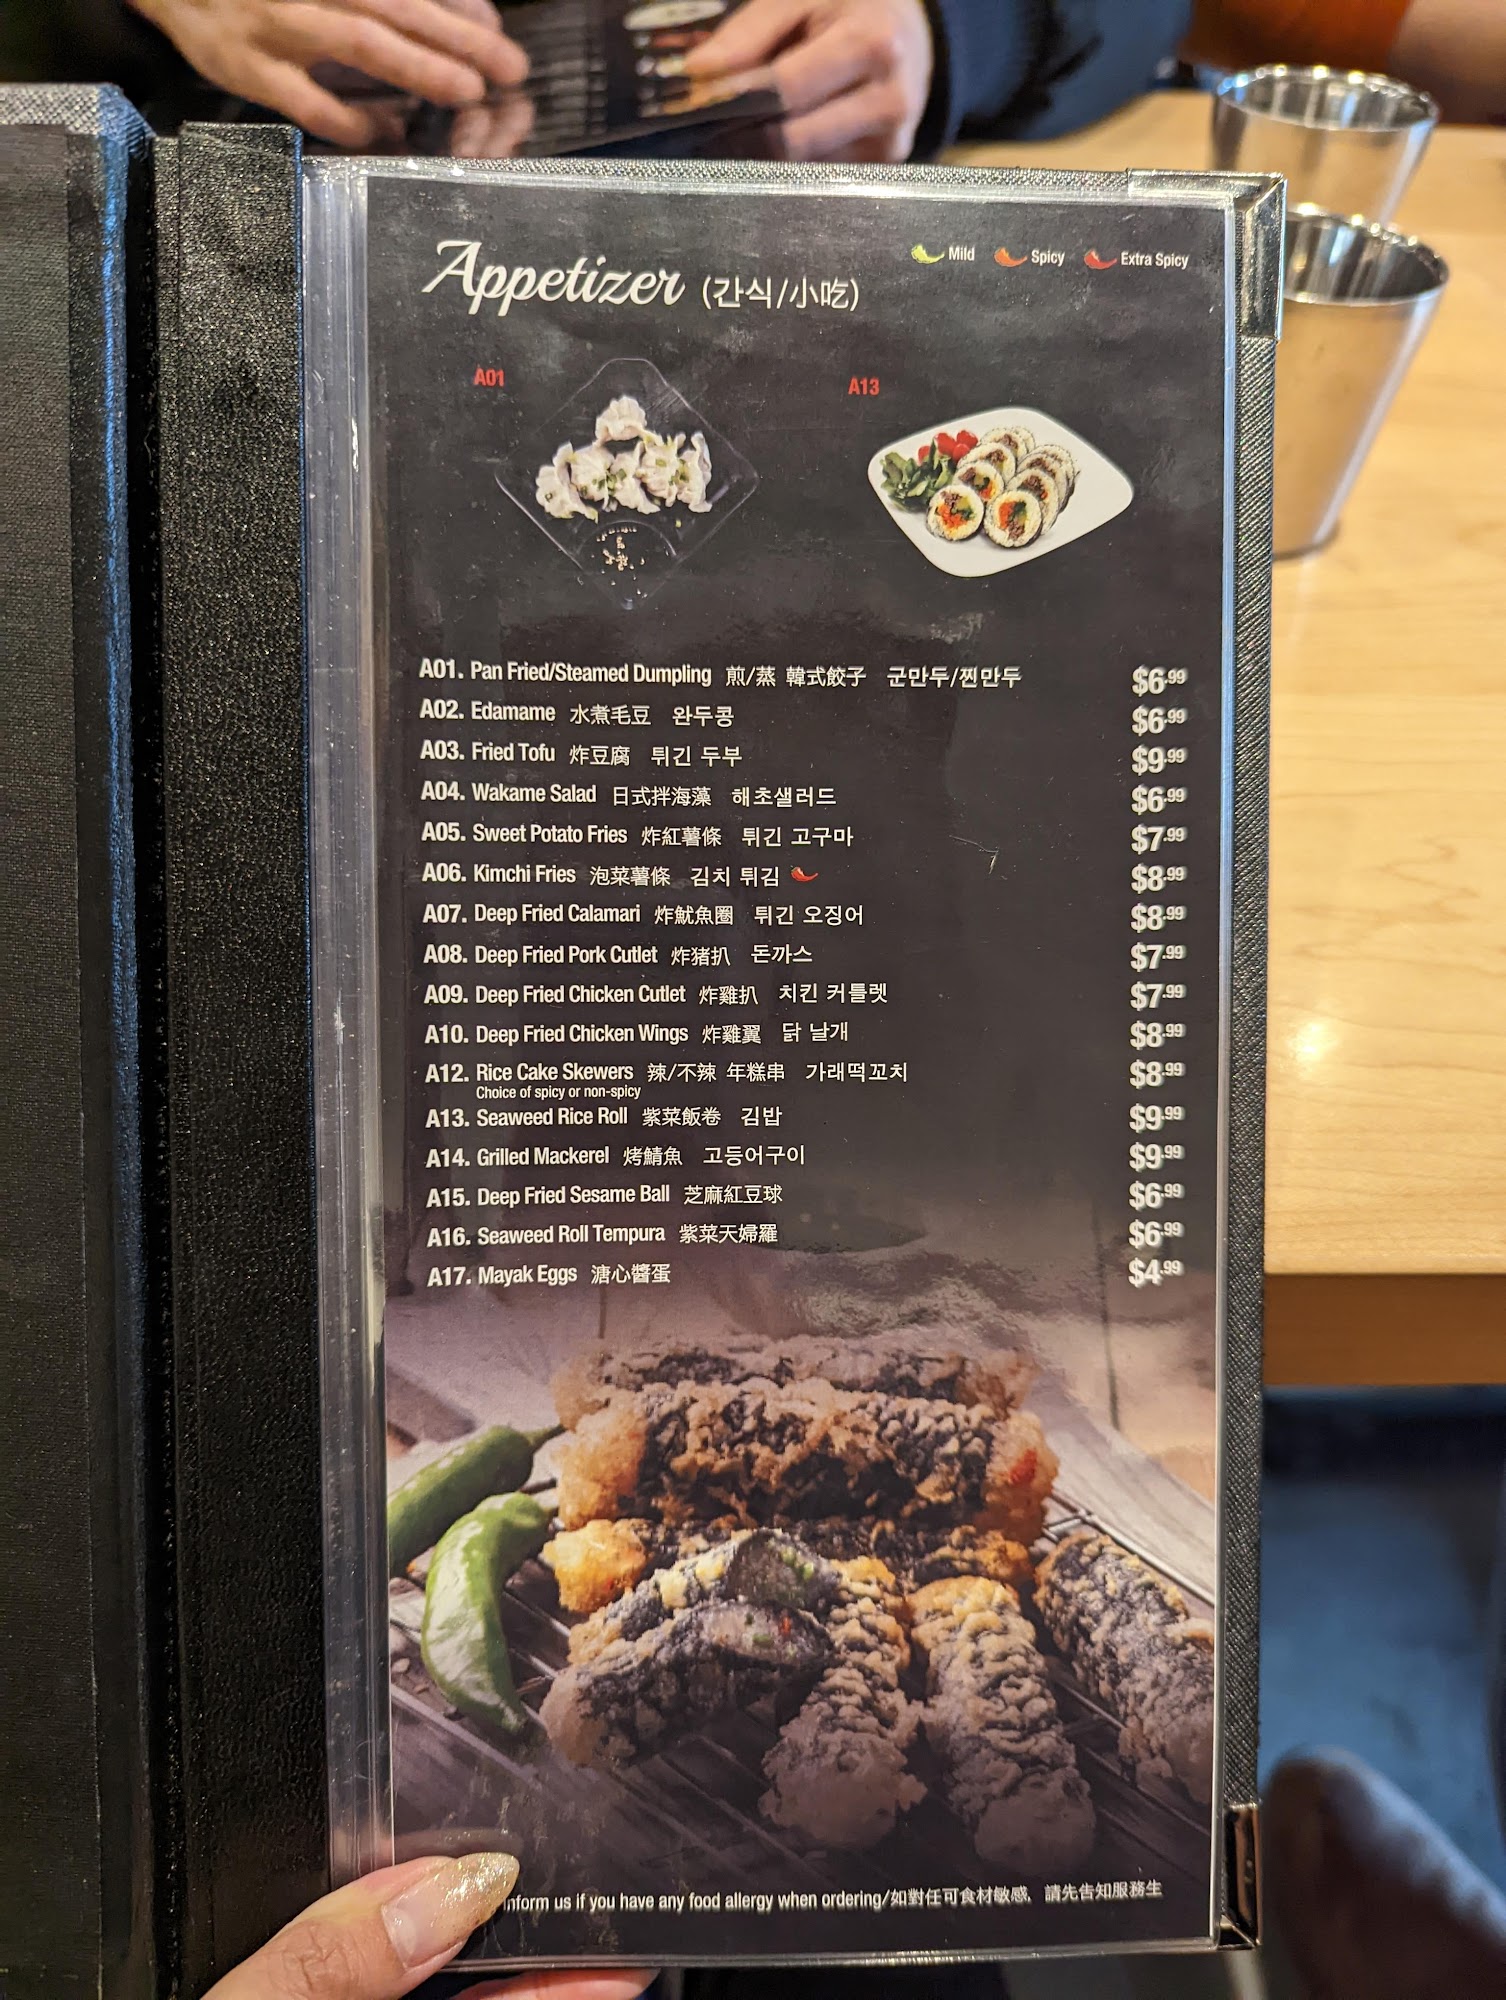 Appetizer (간식/小吃)
Mild Spicy Extra Spicy
A01 A13
A01. Pan Fried/Steamed Dumpling 煎/蒸 韓式餃子 군만두/찐만두 $6.99
A02. Edamame 水煮毛豆 완두콩 $6.99
A03. Fried Tofu 炸豆腐 튀긴 두부 $9.99
A04. Wakame Salad 日式拌海藻 해초샐러드 $6.99
A05. Sweet Potato Fries 炸紅薯條 튀긴 고구마 $7.99
A06. Kimchi Fries 泡菜薯條 김치 튀김 $8.99
A07. Deep Fried Calamari 炸魷魚圈 튀긴 오징어 $8.99
A08. Deep Fried Pork Cutlet 炸猪扒 돈까스 $7.99
A09. Deep Fried Chicken Cutlet 炸雞扒 치킨 커틀렛 $7.99
A10. Deep Fried Chicken Wings 炸雞翼 닭 날개 $8.99
A12. Rice Cake Skewers 辣/不辣 年糕串 가래떡꼬치 $8.99
Choice of spicy or non-spicy
A13. Seaweed Rice Roll 紫菜飯卷 김밥 $9.99
A14. Grilled Mackerel 烤鯖魚 고등어구이 $9.99
A15. Deep Fried Sesame Ball 芝麻紅豆球 $6.99
A16. Seaweed Roll Tempura 紫菜天婦羅 $6.99
A17. Mayak Eggs 溏心醬蛋 $4.99
inform us if you have any food allergy when ordering/如對任可食材敏感，請先告知服務生